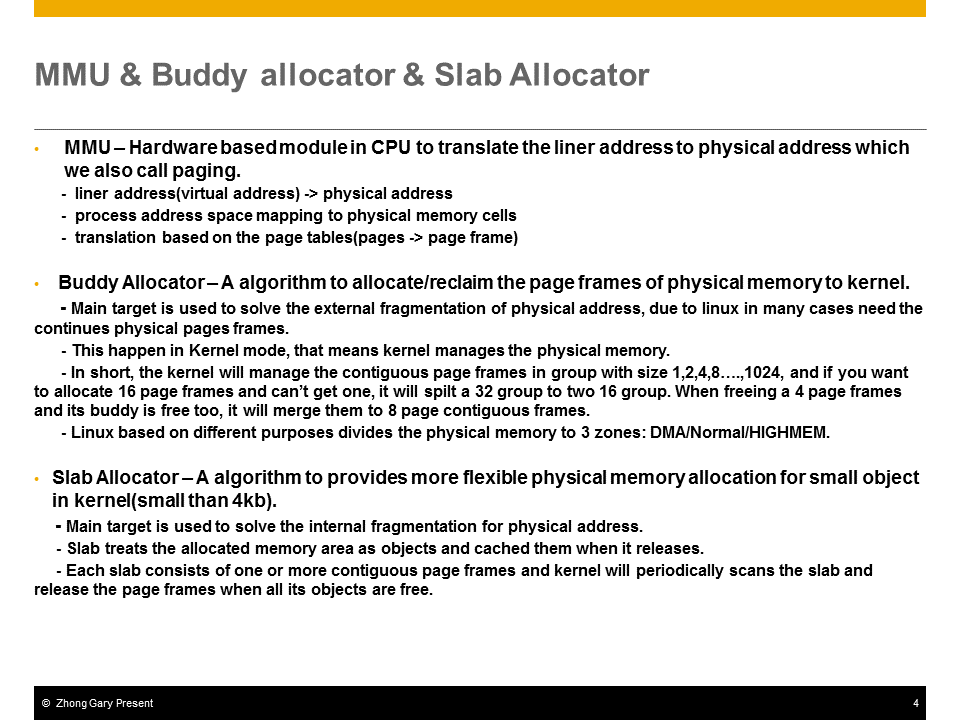 MMU & Buddy allocator & Slab Allocator
• MMU – Hardware based module in CPU to translate the liner address to physical address which
we also call paging.
- liner address(virtual address) -> physical address
- process address space mapping to physical memory cells
- translation based on the page tables(pages -> page frame)
• Buddy Allocator – A algorithm to allocate/reclaim the page frames of physical memory to kernel.
- Main target is used to solve the external fragmentation of physical address, due to linux in many cases need the
continues physical pages frames.
- This happen in Kernel mode, that means kernel manages the physical memory.
- In short, the kernel will manage the contiguous page frames in group with size 1,2,4,8….,1024, and if you want
to allocate 16 page frames and can’t get one, it will spilt a 32 group to two 16 group. When freeing a 4 page frames
and its buddy is free too, it will merge them to 8 page contiguous frames.
- Linux based on different purposes divides the physical memory to 3 zones: DMA/Normal/HIGHMEM.
• Slab Allocator – A algorithm to provides more flexible physical memory allocation for small object
in kernel(small than 4kb).
- Main target is used to solve the internal fragmentation for physical address.
- Slab treats the allocated memory area as objects and cached them when it releases.
- Each slab consists of one or more contiguous page frames and kernel will periodically scans the slab and
release the page frames when all its objects are free.
© Zhong Gary Present 4